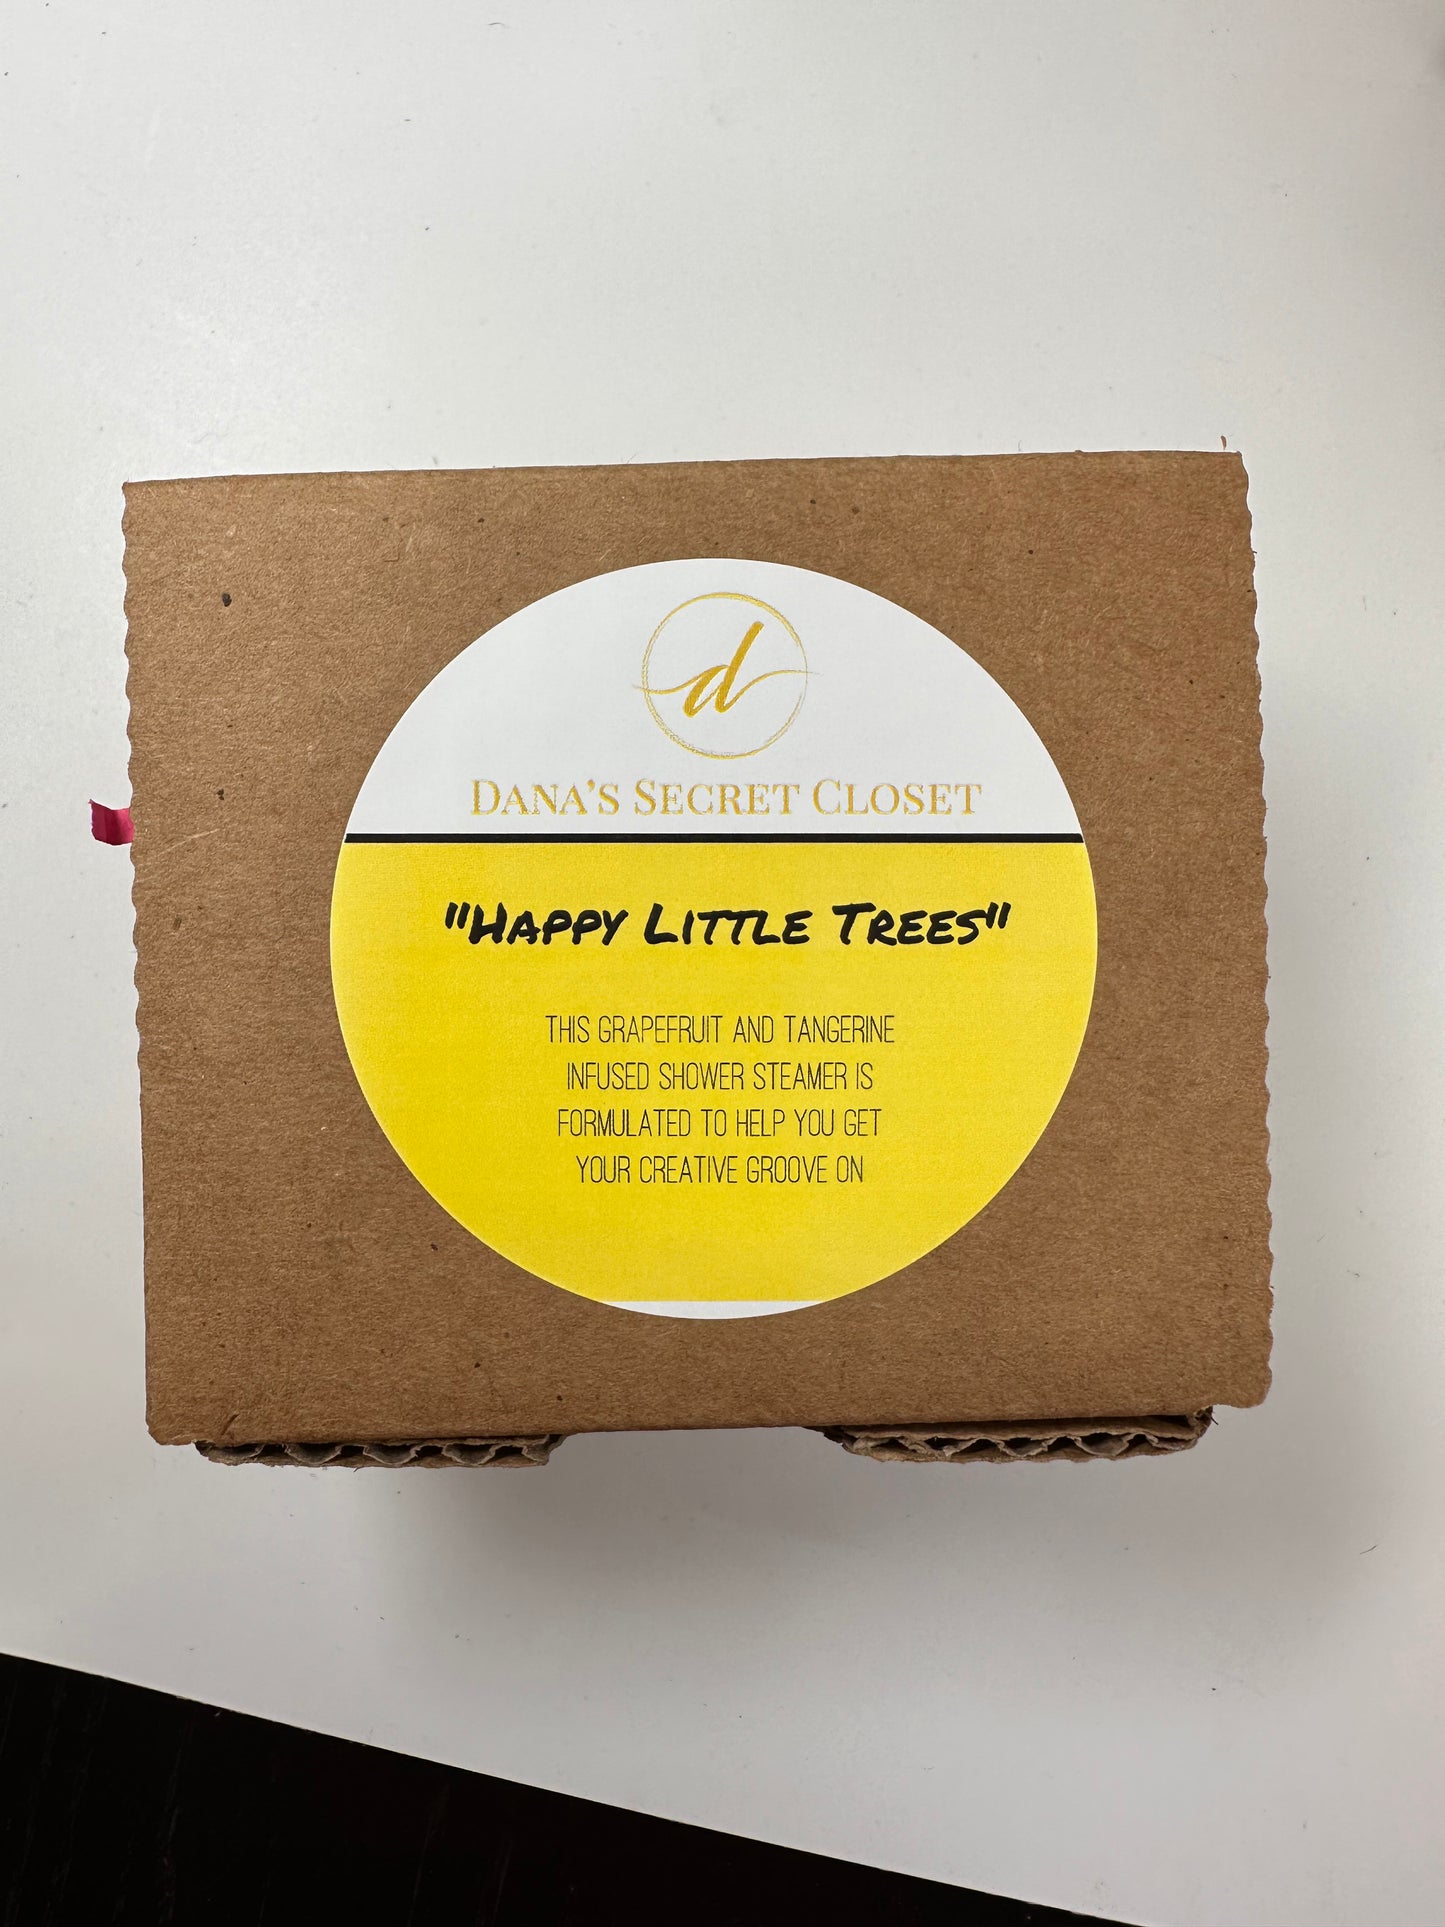 d
DANA'S SECRET CLOSET
"HAPPY LITTLE TREES"
THIS GRAPEFRUIT AND TANGERINE
INFUSED SHOWER STEAMER IS
FORMULATED TO HELP YOU GET
YOUR CREATIVE GROOVE ON